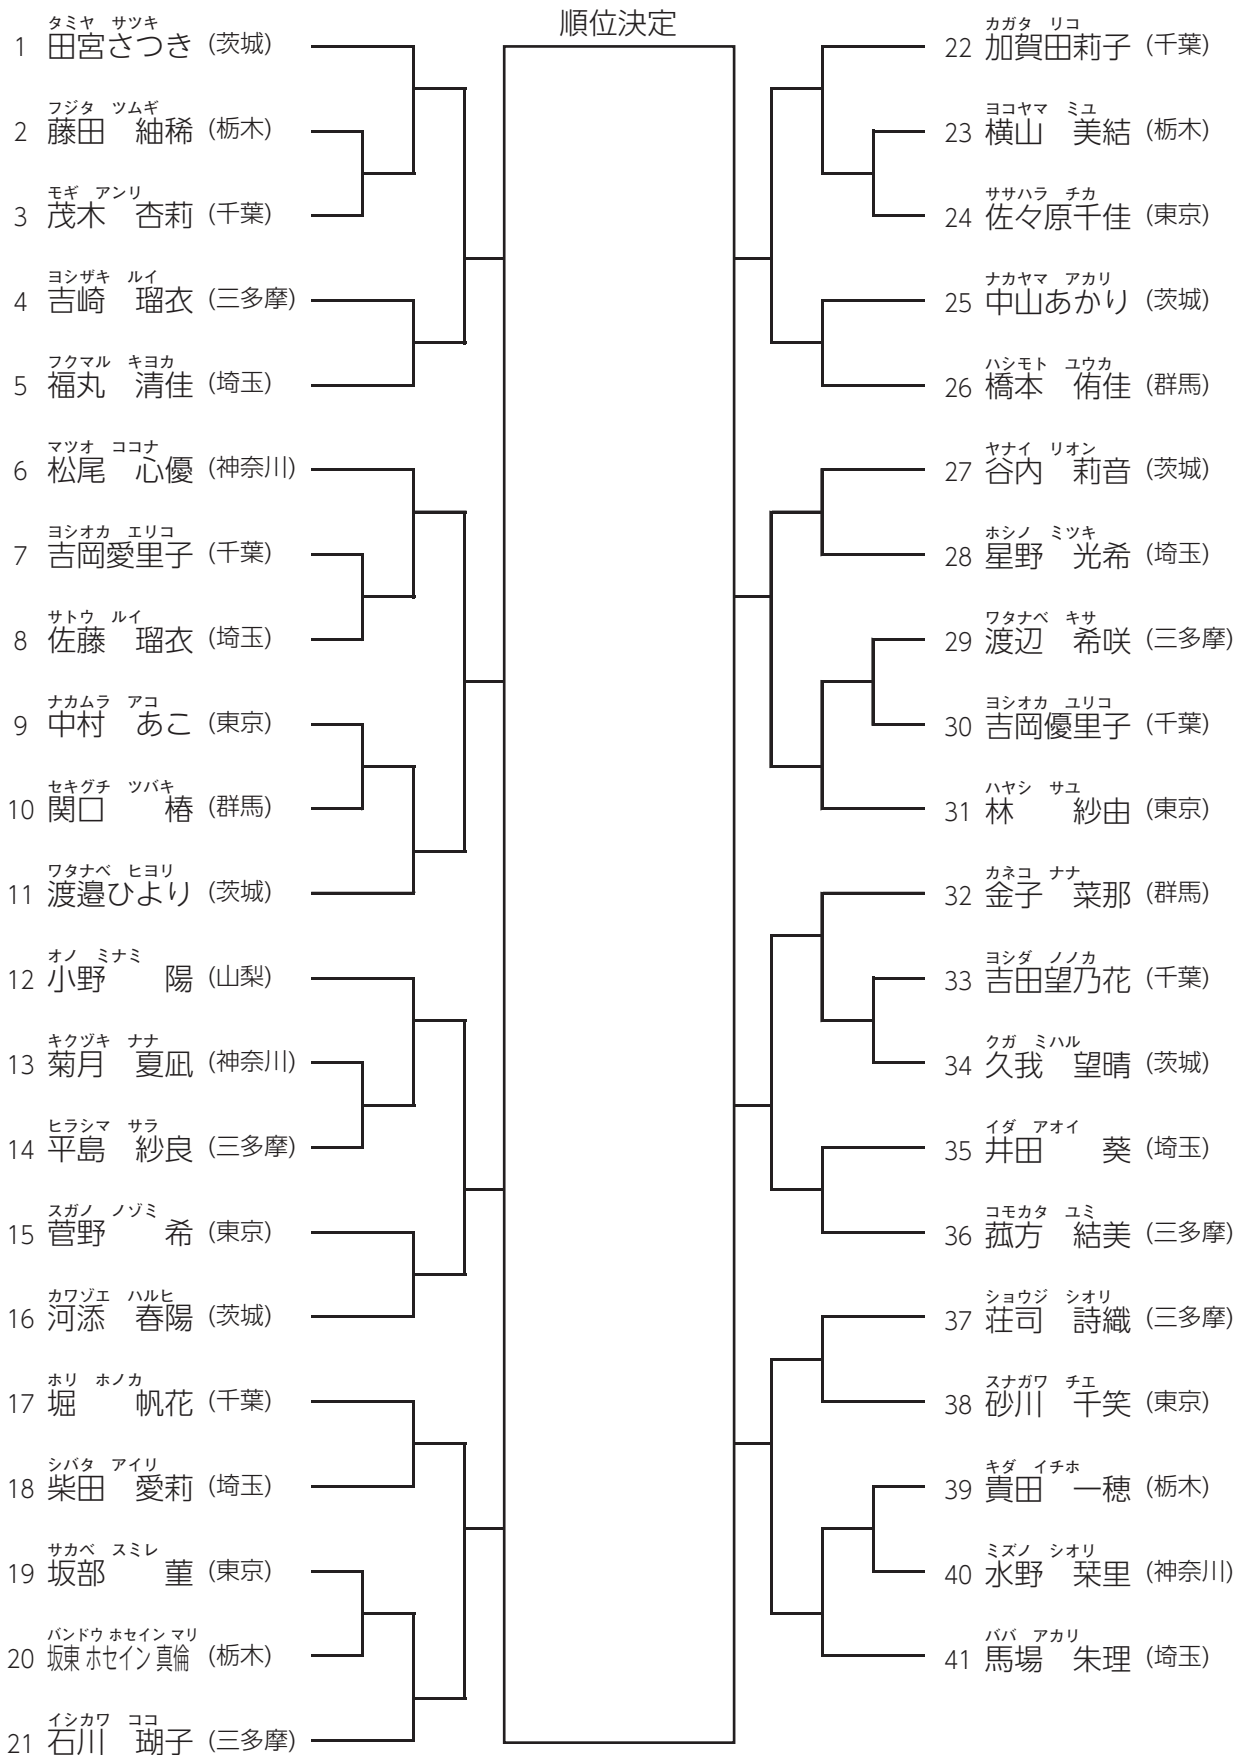 順位決定
タミヤ サツキ
1 田宮さつき (茨城)
フジタ ツムギ
2 藤田 紬稀 (栃木)
モギ アンリ
3 茂木 杏莉 (千葉)
ヨシザキ ルイ
4 吉崎 瑠衣 (三多摩)
フクマル キヨカ
5 福丸 清佳 (埼玉)
マツオ ココナ
6 松尾 心優 (神奈川)
ヨシオカ エリコ
7 吉岡愛里子 (千葉)
サトウ ルイ
8 佐藤 瑠衣 (埼玉)
ナカムラ アコ
9 中村 あこ (東京)
セキグチ ツバキ
10 関口 椿 (群馬)
ワタナベ ヒヨリ
11 渡邉ひより (茨城)
オノ ミナミ
12 小野 陽 (山梨)
キクヅキ ナナ
13 菊月 夏凪 (神奈川)
ヒラシマ サラ
14 平島 紗良 (三多摩)
スガノ ノゾミ
15 菅野 希 (東京)
カワゾエ ハルヒ
16 河添 春陽 (茨城)
ホリ ホノカ
17 堀 帆花 (千葉)
シバタ アイリ
18 柴田 愛莉 (埼玉)
サカベ スミレ
19 坂部 菫 (東京)
バンドウ ホセイン マリ
20 坂東 ホセイン 真倫 (栃木)
イシカワ ココ
21 石川 瑚子 (三多摩)
カガタ リコ
22 加賀田莉子 (千葉)
ヨコヤマ ミユ
23 横山 美結 (栃木)
ササハラ チカ
24 佐々原千佳 (東京)
ナカヤマ アカリ
25 中山あかり (茨城)
ハシモト ユウカ
26 橋本 侑佳 (群馬)
ヤナイ リオン
27 谷内 莉音 (茨城)
ホシノ ミツキ
28 星野 光希 (埼玉)
ワタナベ キサ
29 渡辺 希咲 (三多摩)
ヨシオカ ユリコ
30 吉岡優里子 (千葉)
ハヤシ サユ
31 林 紗由 (東京)
カネコ ナナ
32 金子 菜那 (群馬)
ヨシダ ノノカ
33 吉田望乃花 (千葉)
クガ ミハル
34 久我 望晴 (茨城)
イダ アオイ
35 井田 葵 (埼玉)
コモカタ ユミ
36 菰方 結美 (三多摩)
ショウジ シオリ
37 荘司 詩織 (三多摩)
スナガワ チエ
38 砂川 千笑 (東京)
キダ イチホ
39 貴田 一穂 (栃木)
ミズノ シオリ
40 水野 栞里 (神奈川)
ババ アカリ
41 馬場 朱理 (埼玉)